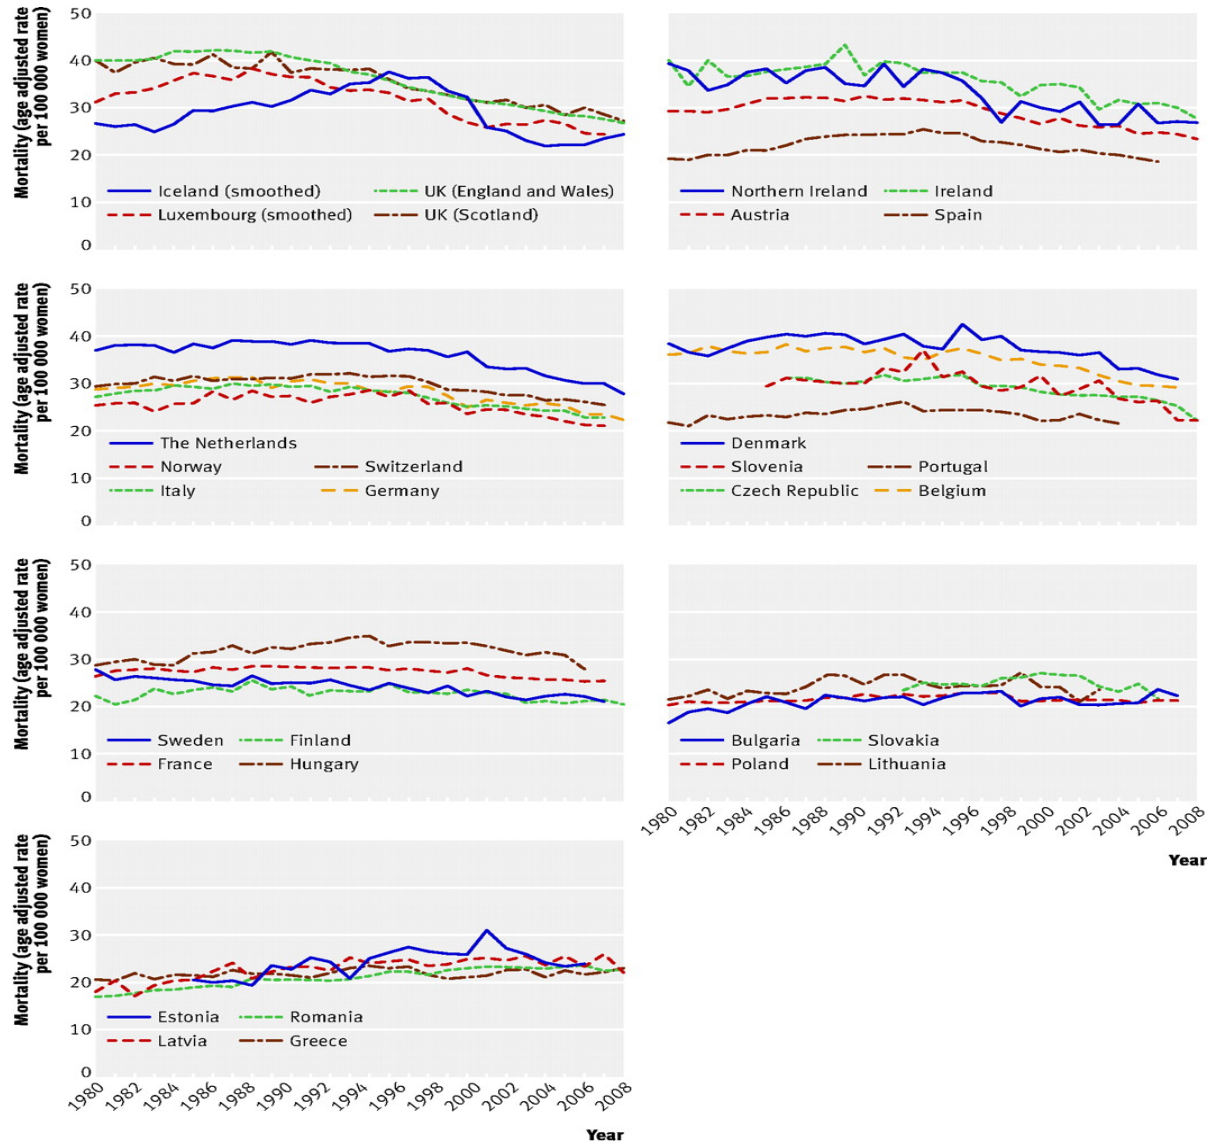 Mortality (age adjusted rate
per 100 000 women)
50
40
30
20
10
0
Iceland (smoothed)
UK (England and Wales)
Luxembourg (smoothed)
UK (Scotland)
Northern Ireland
Ireland
Austria
Spain
Mortality (age adjusted rate
per 100 000 women)
50
40
30
20
10
0
The Netherlands
Norway
Switzerland
Italy
Germany
Denmark
Slovenia
Portugal
Czech Republic
Belgium
Mortality (age adjusted rate
per 100 000 women)
50
40
30
20
10
0
Sweden
Finland
France
Hungary
Bulgaria
Slovakia
Poland
Lithuania
1980 1982 1984 1986 1988 1990 1992 1994 1996 1998 2000 2002 2004 2006 2008
Year
Mortality (age adjusted rate
per 100 000 women)
50
40
30
20
10
0
Estonia
Romania
Latvia
Greece
1980 1982 1984 1986 1988 1990 1992 1994 1996 1998 2000 2002 2004 2006 2008
Year